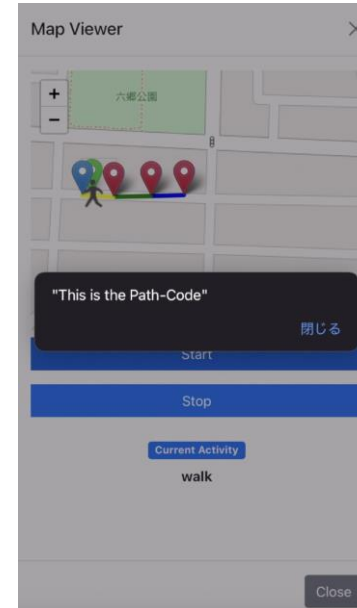 Map Viewer
+
六郷公園
−
"This is the Path-Code"
閉じる
Start
Stop
Current Activity
walk
Close